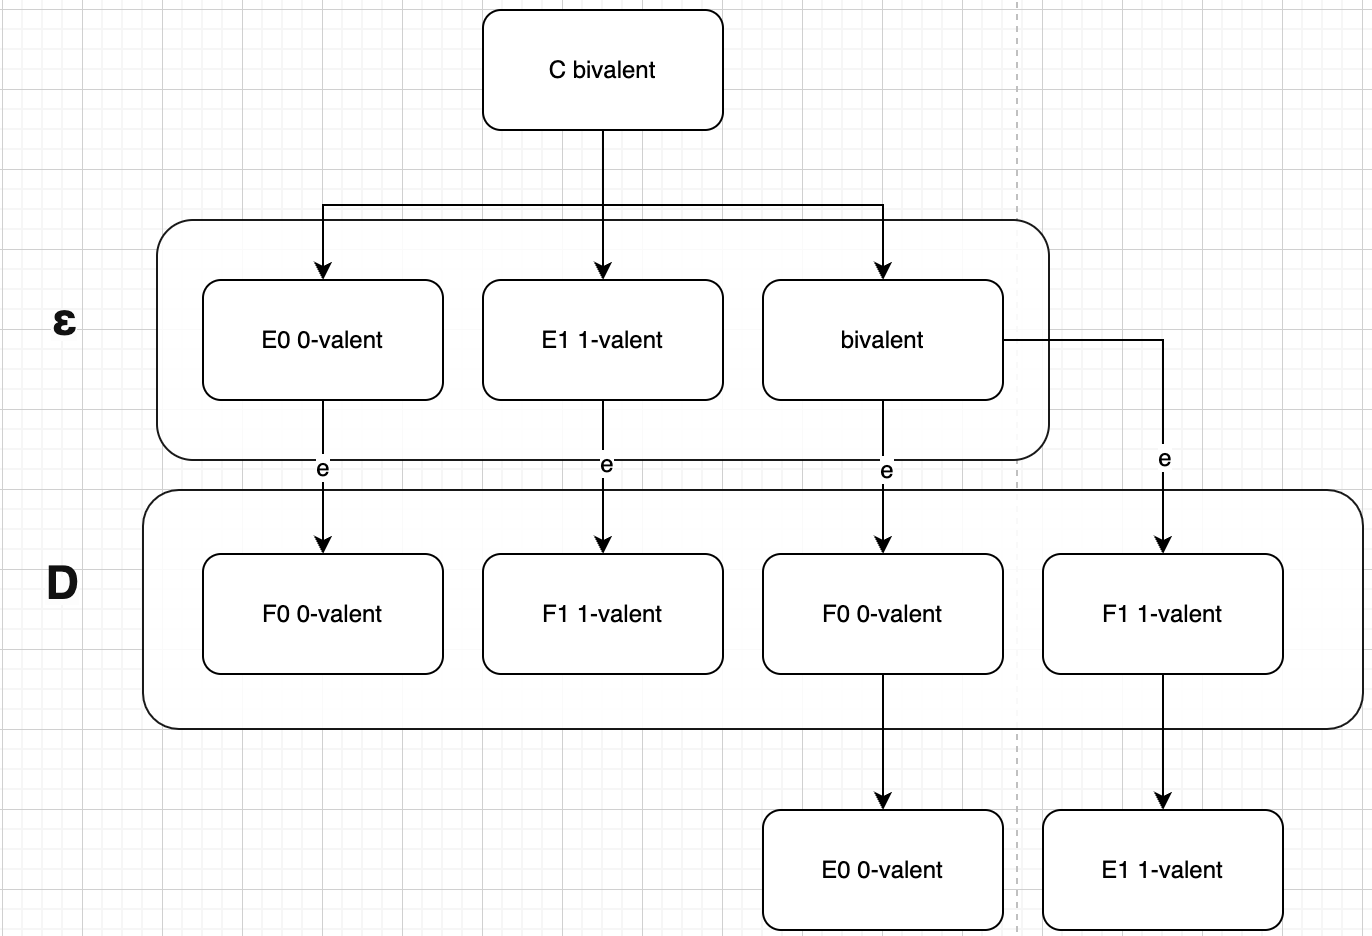 C bivalent
ε
E0 0-valent
E1 1-valent
bivalent
e
e
e
e
D
F0 0-valent
F1 1-valent
F0 0-valent
F1 1-valent
E0 0-valent
E1 1-valent